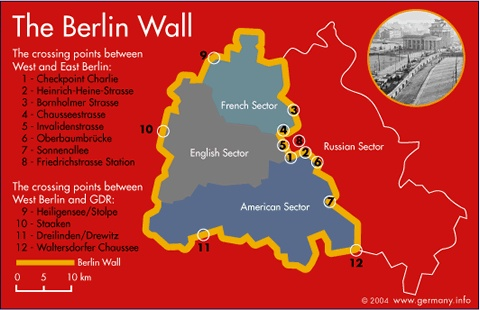 The Berlin Wall
The crossing points between
West and East Berlin:
1 - Checkpoint Charlie
2 - Heinrich-Heine-Strasse
3 - Bornholmer Strasse
4 - Chausseestrasse
5 - Invalidenstrasse
6 - Oberbaumbrücke
7 - Sonnenallee
8 - Friedrichstrasse Station
The crossing points between
West Berlin and GDR:
9 - Heiligensee/Stolpe
10 - Staaken
11 - Dreilinden/Drewitz
12 - Waltersdorfer Chaussee
Berlin Wall
0 5 10 km
9
French Sector
3
10
4
5
8
English Sector
Russian Sector
1
2
6
American Sector
7
11
12
© 2004 www.germany.info